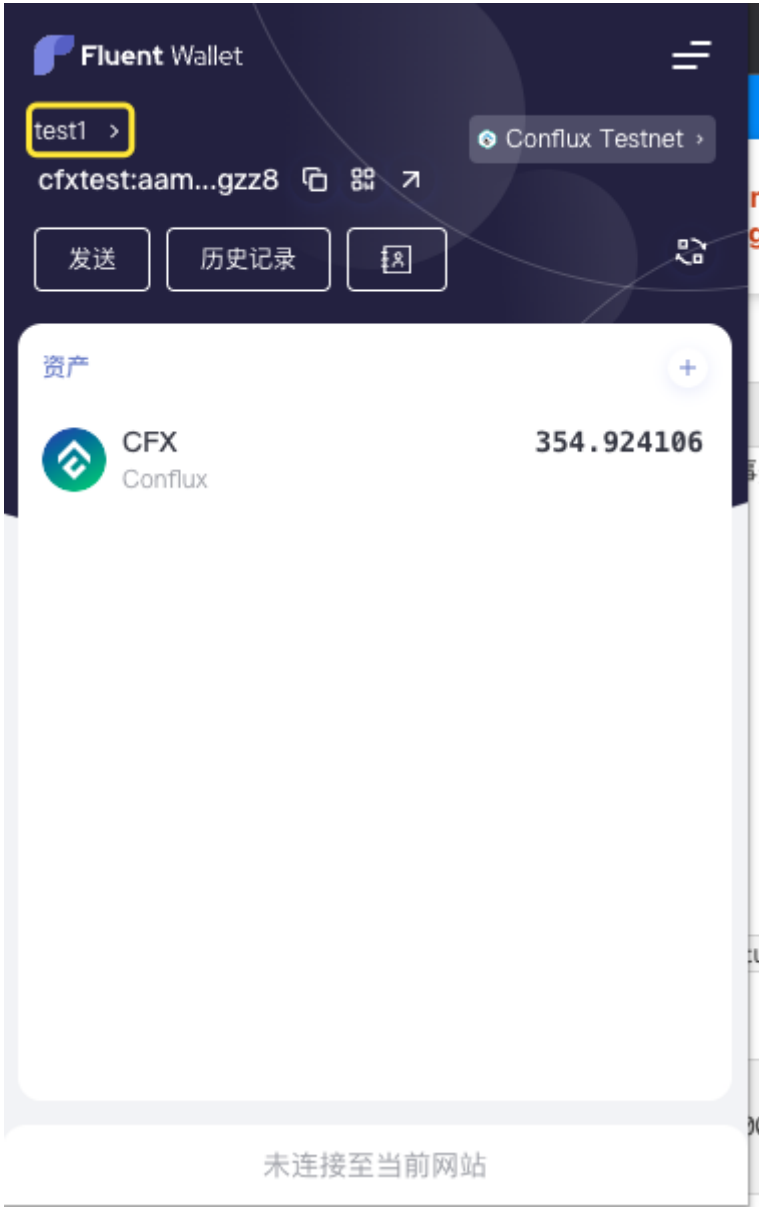 Fluent Wallet
test1 >
Conflux Testnet >
cfxtest:aam...gzz8
发送
历史记录
资产
+
CFX
354.924106
Conflux
未连接至当前网站